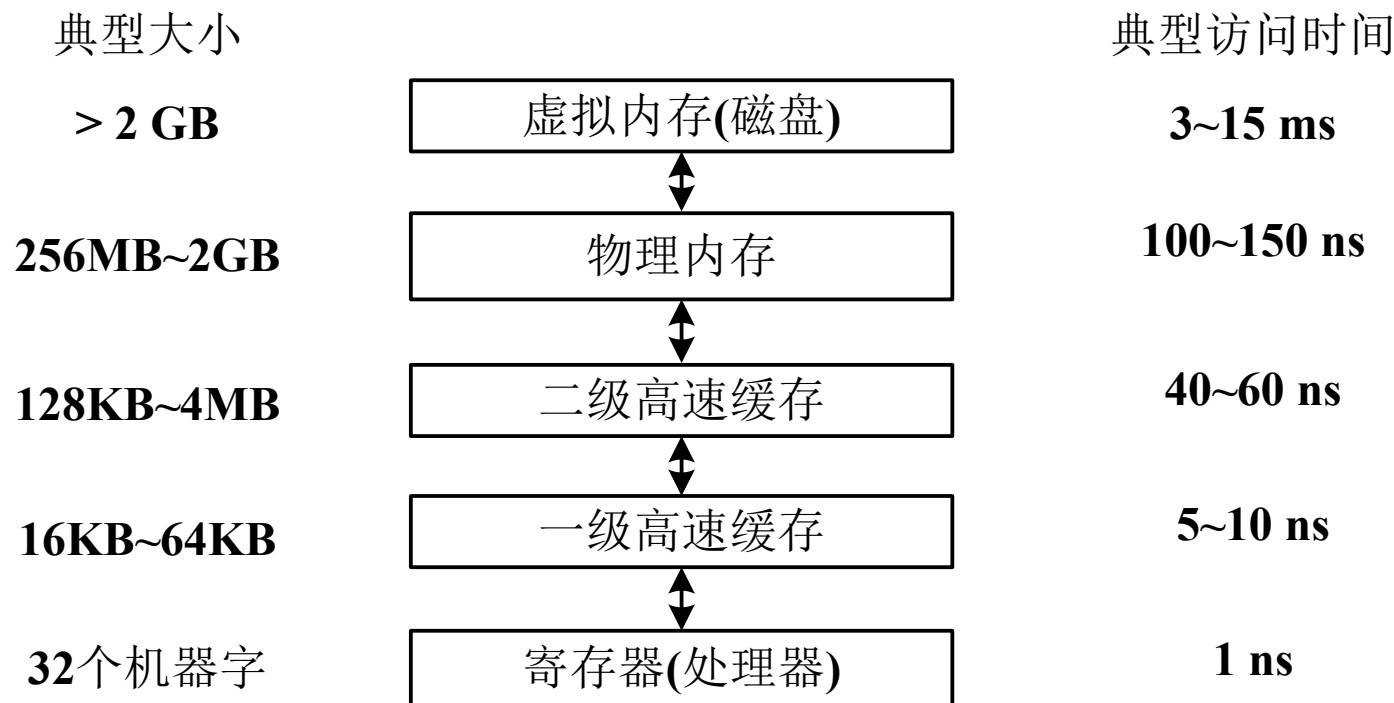 典型大小 典型访问时间
> 2 GB 虚拟内存(磁盘) 3~15 ms
256MB~2GB 物理内存 100~150 ns
128KB~4MB 二级高速缓存 40~60 ns
16KB~64KB 一级高速缓存 5~10 ns
32个机器字 寄存器(处理器) 1 ns